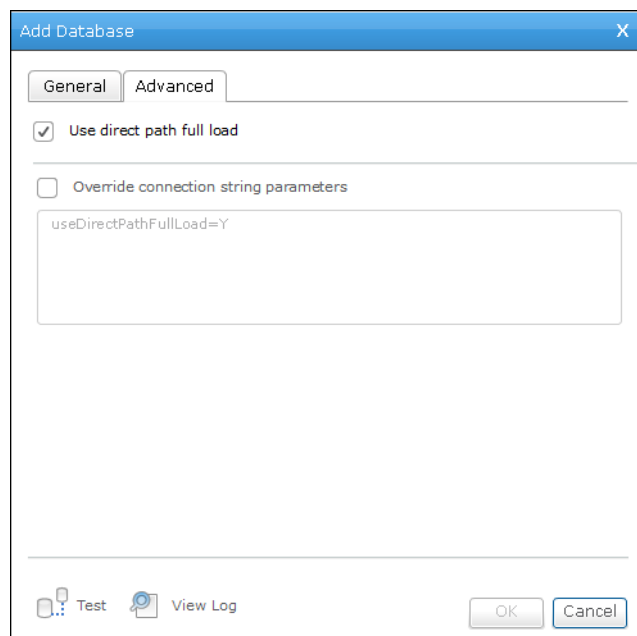 Add Database X
General Advanced
Use direct path full load
Override connection string parameters
useDirectPathFullLoad=Y
Test View Log OK Cancel